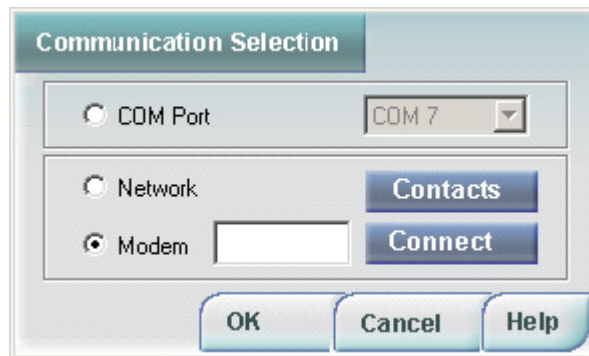 Communication Selection
COM Port COM 7
Network Contacts
Modem Connect
OK Cancel Help